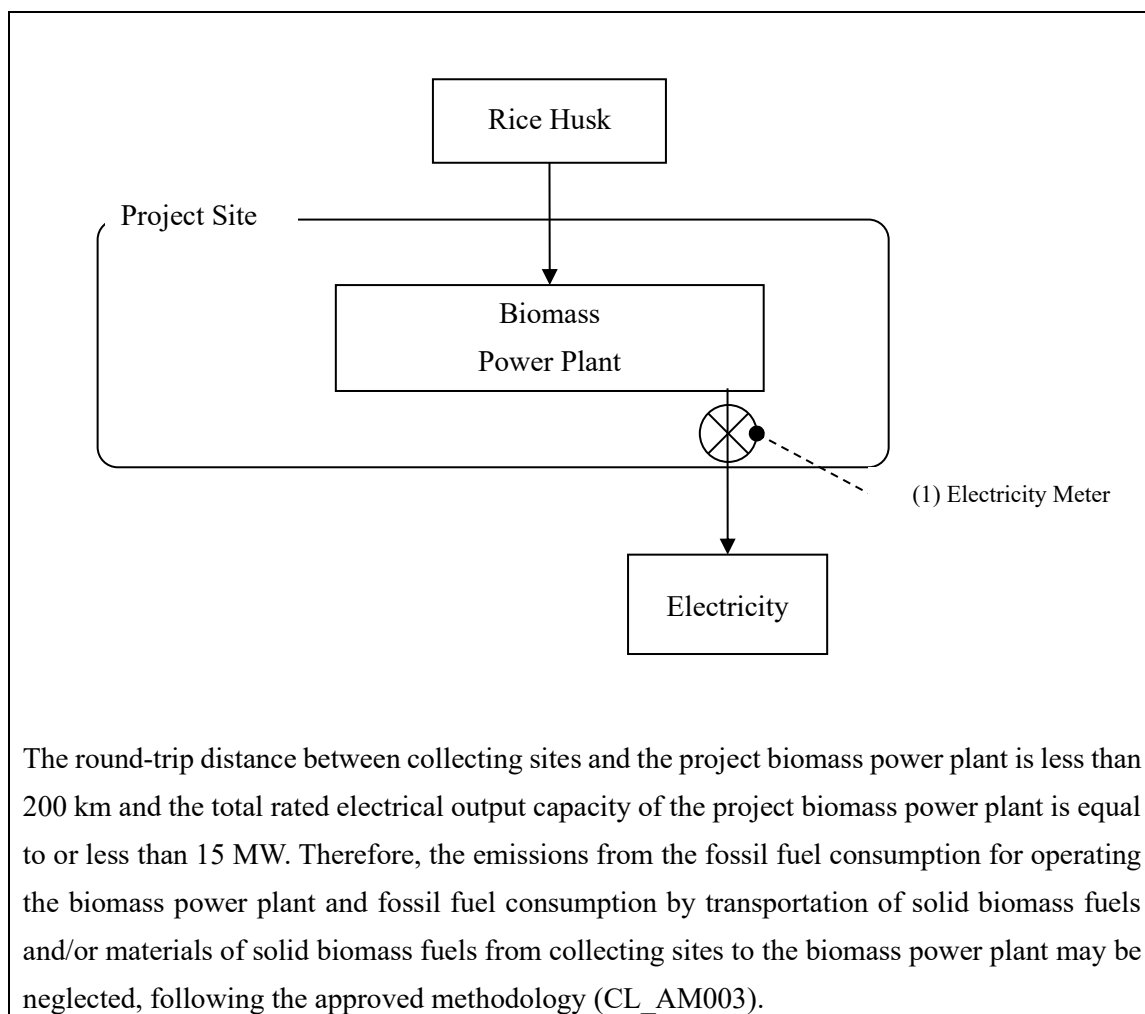 Rice Husk
Project Site
Biomass
Power Plant
(1) Electricity Meter
Electricity
The round-trip distance between collecting sites and the project biomass power plant is less than
200 km and the total rated electrical output capacity of the project biomass power plant is equal
to or less than 15 MW. Therefore, the emissions from the fossil fuel consumption for operating
the biomass power plant and fossil fuel consumption by transportation of solid biomass fuels
and/or materials of solid biomass fuels from collecting sites to the biomass power plant may be
neglected, following the approved methodology (CL_AM003).